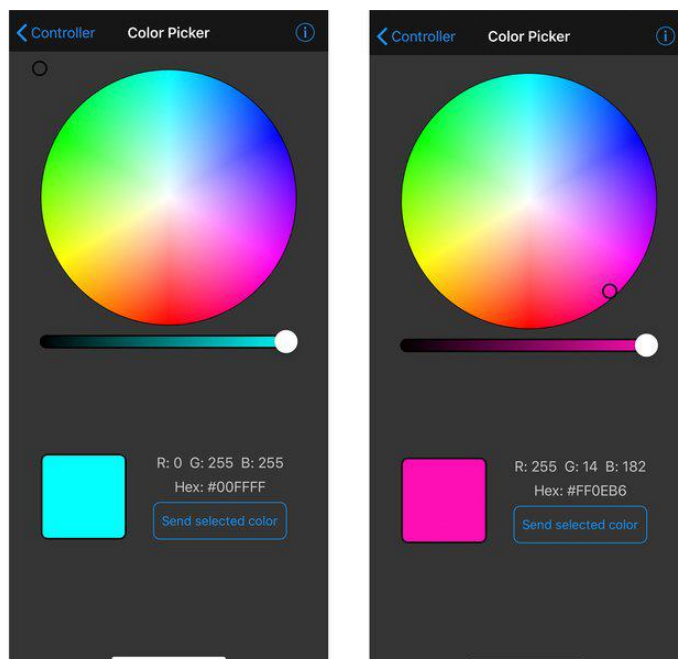 Controller Color Picker
R: 0 G: 255 B: 255
Hex: #00FFFF
Send selected color
Controller Color Picker
R: 255 G: 14 B: 182
Hex: #FF0EB6
Send selected color